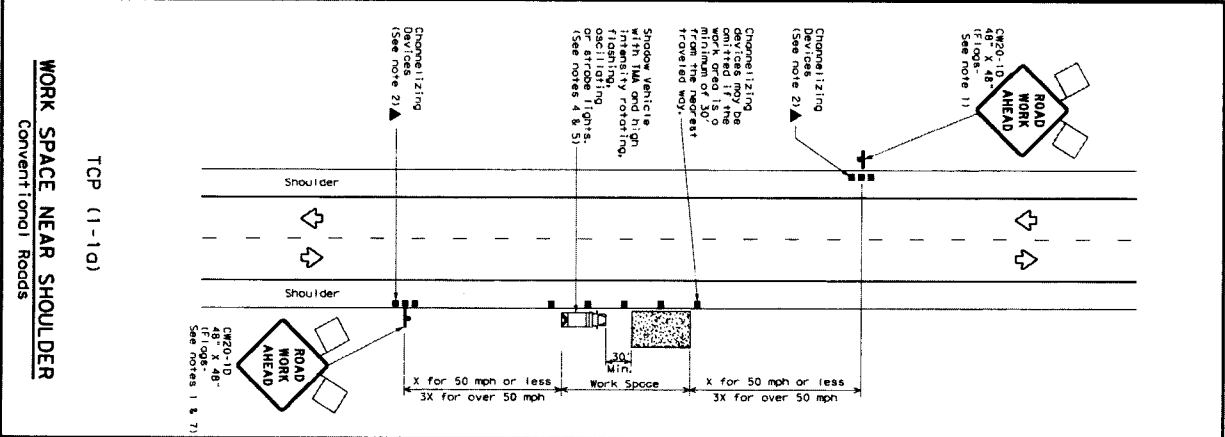 CW20-1D
48" X 48"
(Flags-
See note 1)
ROAD
WORK
AHEAD
Channelizing
Devices
(See note 2)
Channelizing
devices may be
omitted if the
work area is a
minimum of 30'
from the nearest
traveled way.
Shadow Vehicle
with TMA and high
intensity rotating,
flashing,
oscillating
or strobe lights.
(See notes 4 & 5)
Channelizing
Devices
(See note 2)
Shoulder
Shoulder
30'
Min.
X for 50 mph or less
3X for over 50 mph
Work Space
X for 50 mph or less
3X for over 50 mph
ROAD
WORK
AHEAD
CW20-1D
48" X 48"
(Flags-
See notes 1 & 7)
TCP (1-1a)
WORK SPACE NEAR SHOULDER
Conventional Roads